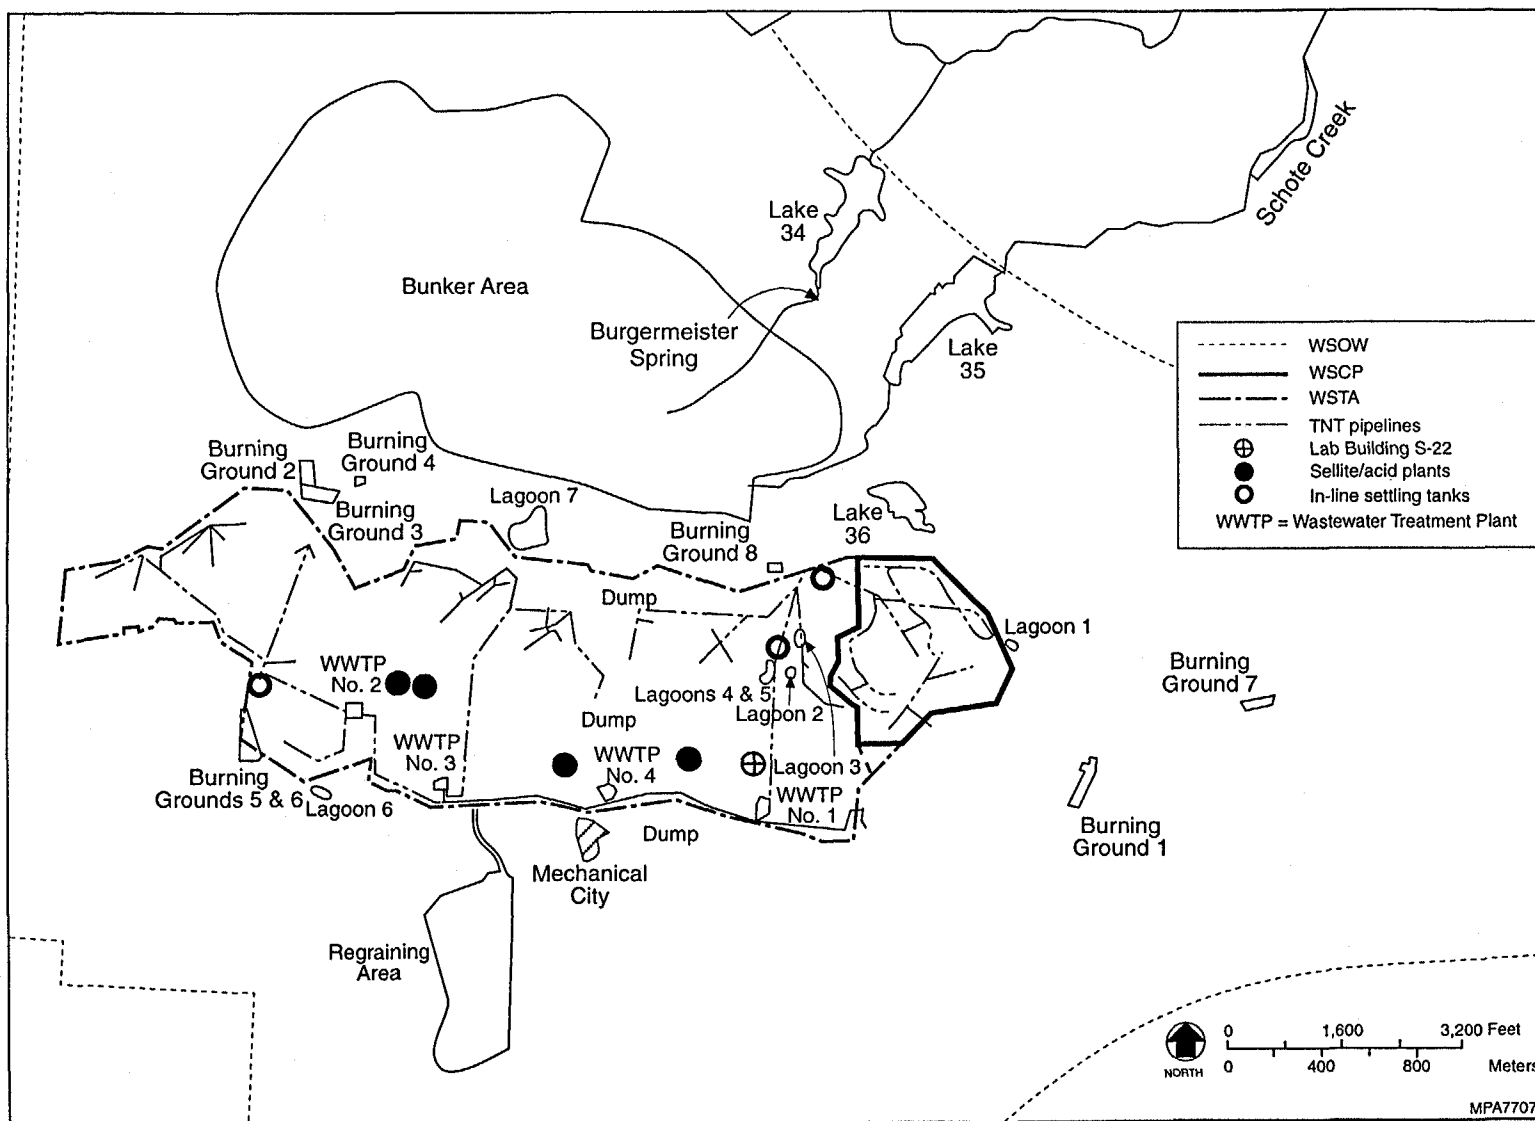 Schote Creek
Lake
34
Bunker Area
Burgermeister
Spring
Lake
35
WSOW
WSCP
WSTA
TNT pipelines
Lab Building S-22
Sellite/acid plants
In-line settling tanks
WWTP = Wastewater Treatment Plant
Burning
Ground 2
Burning
Ground 4
Burning
Ground 3
Lagoon 7
Burning
Ground 8
Lake
36
Dump
Lagoon 1
Burning
Ground 7
WWTP
No. 2
Lagoons 4 & 5
Lagoon 2
Dump
WWTP
No. 3
WWTP
No. 4
Lagoon 3
Burning
Grounds 5 & 6
Lagoon 6
WWTP
No. 1
Dump
Burning
Ground 1
Mechanical
City
Regraining
Area
NORTH
0 1,600 3,200 Feet
0 400 800 Meters
MPA7707